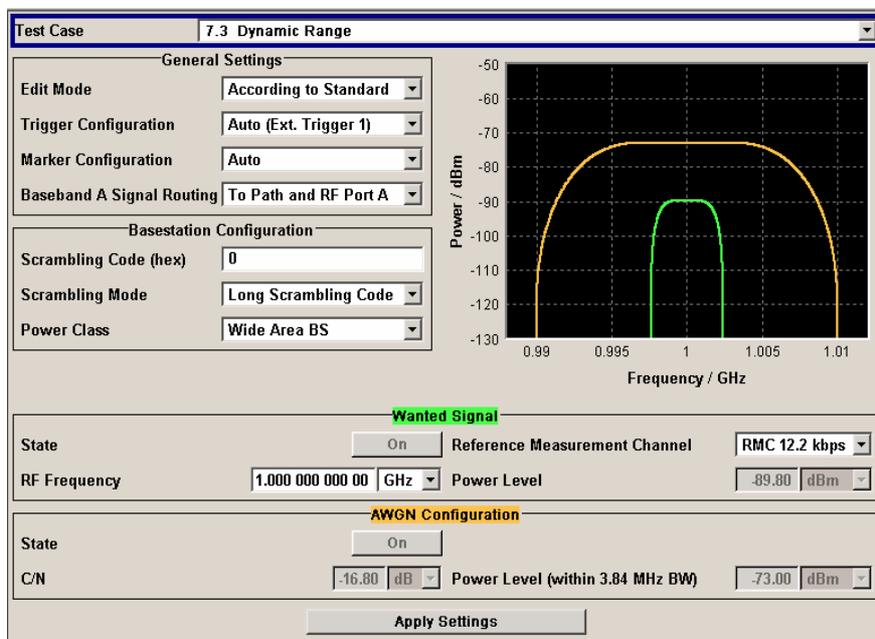 Test Case 7.3 Dynamic Range
General Settings
Edit Mode According to Standard
Trigger Configuration Auto (Ext. Trigger 1)
Marker Configuration Auto
Baseband A Signal Routing To Path and RF Port A
Basestation Configuration
Scrambling Code (hex) 0
Scrambling Mode Long Scrambling Code
Power Class Wide Area BS
Power / dBm
-50
-60
-70
-80
-90
-100
-110
-120
-130
0.99 0.995 1 1.005 1.01
Frequency / GHz
Wanted Signal
State On Reference Measurement Channel RMC 12.2 kbps
RF Frequency 1.000 000 000 00 GHz Power Level -89.80 dBm
AWGN Configuration
State On
C/N -16.80 dB Power Level (within 3.84 MHz BW) -73.00 dBm
Apply Settings